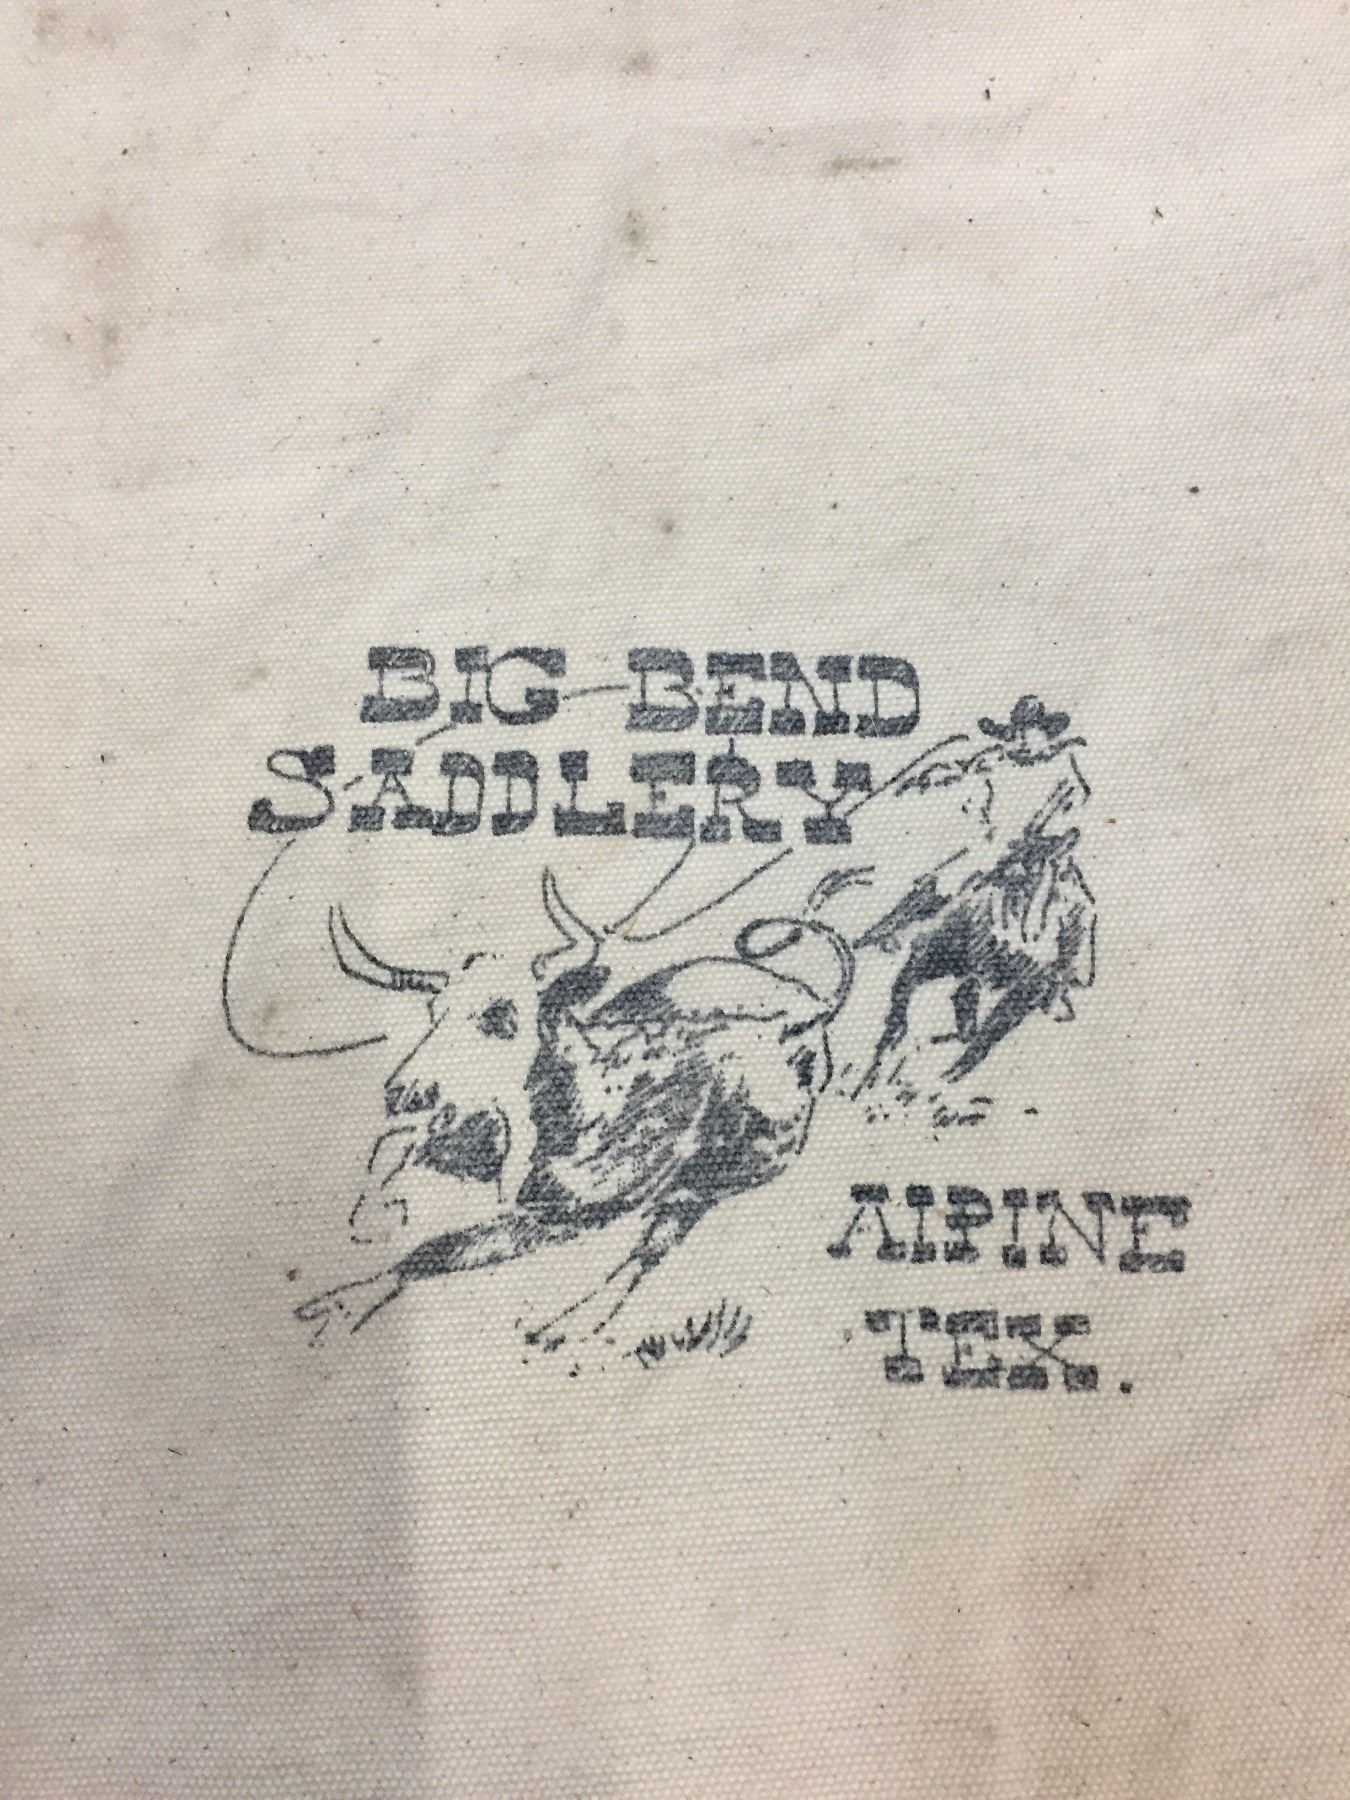 BIG BEND
SADDLERY
ALPINE
TEX.